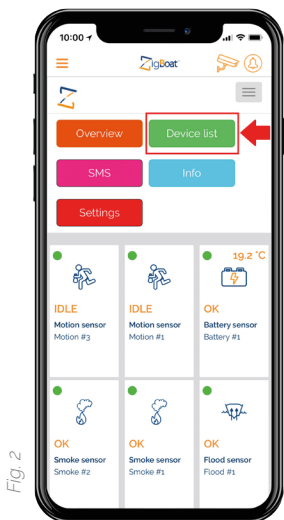 10:00
ZigBoat
Overview
Device list
SMS
Info
Settings
19.2 °C
IDLE
IDLE
OK
Motion sensor
Motion sensor
Battery sensor
Motion #3
Motion #1
Battery #1
OK
OK
OK
Smoke sensor
Smoke sensor
Flood sensor
Smoke #2
Smoke #1
Flood #1
Fig. 2